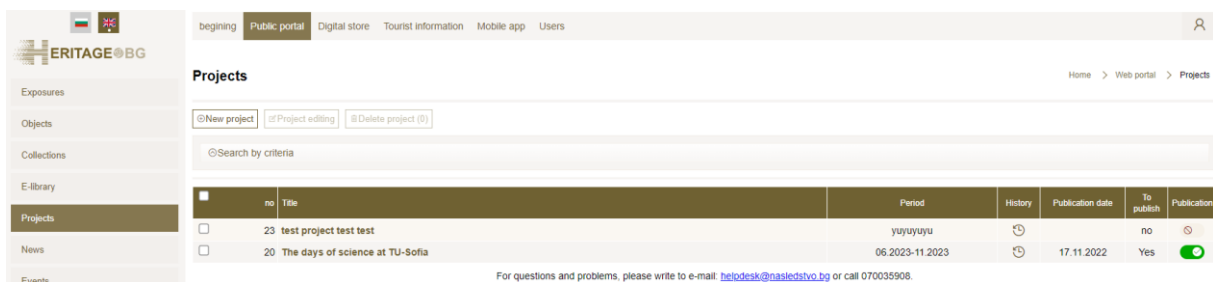 begining Public portal Digital store Tourist information Mobile app Users
HERITAGE BG
Projects
Home > Web portal > Projects
Exposures
Objects
Collections
E-library
Projects
News
Events
New project Project editing Delete project (0)
Search by criteria
no Title Period History Publication date To publish Publication
23 test project test test yuyuyuyu no
20 The days of science at TU-Sofia 06.2023-11.2023 17.11.2022 Yes
For questions and problems, please write to e-mail: helpdesk@nasledstvo.bg or call 070035908.